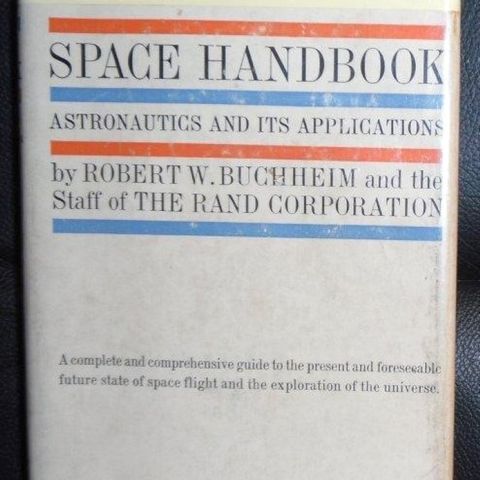 SPACE HANDBOOK
ASTRONAUTICS AND ITS APPLICATIONS
by ROBERT W. BUCHHEIM and the
Staff of THE RAND CORPORATION
A complete and comprehensive guide to the present and foreseeable
future state of space flight and the exploration of the universe.